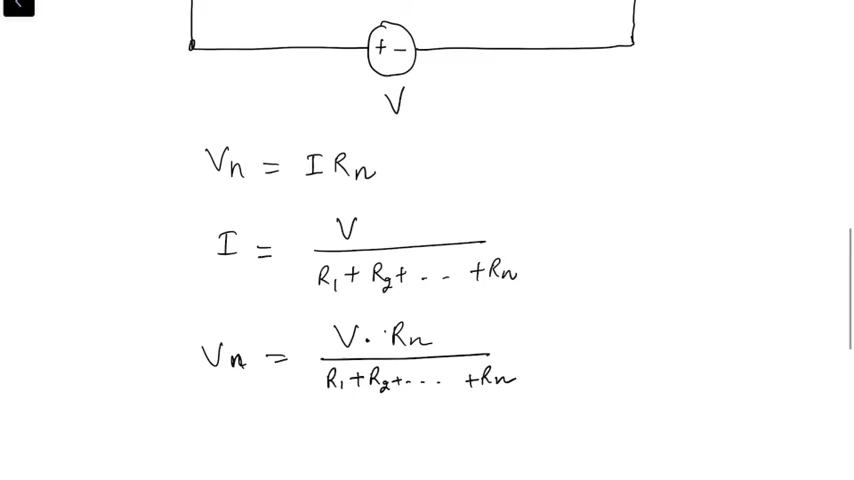 + −
V
Vn = I Rn
I = V / (R1 + R2 + . . . + Rn)
Vn = V · Rn / (R1 + R2 + . . . . + Rn)